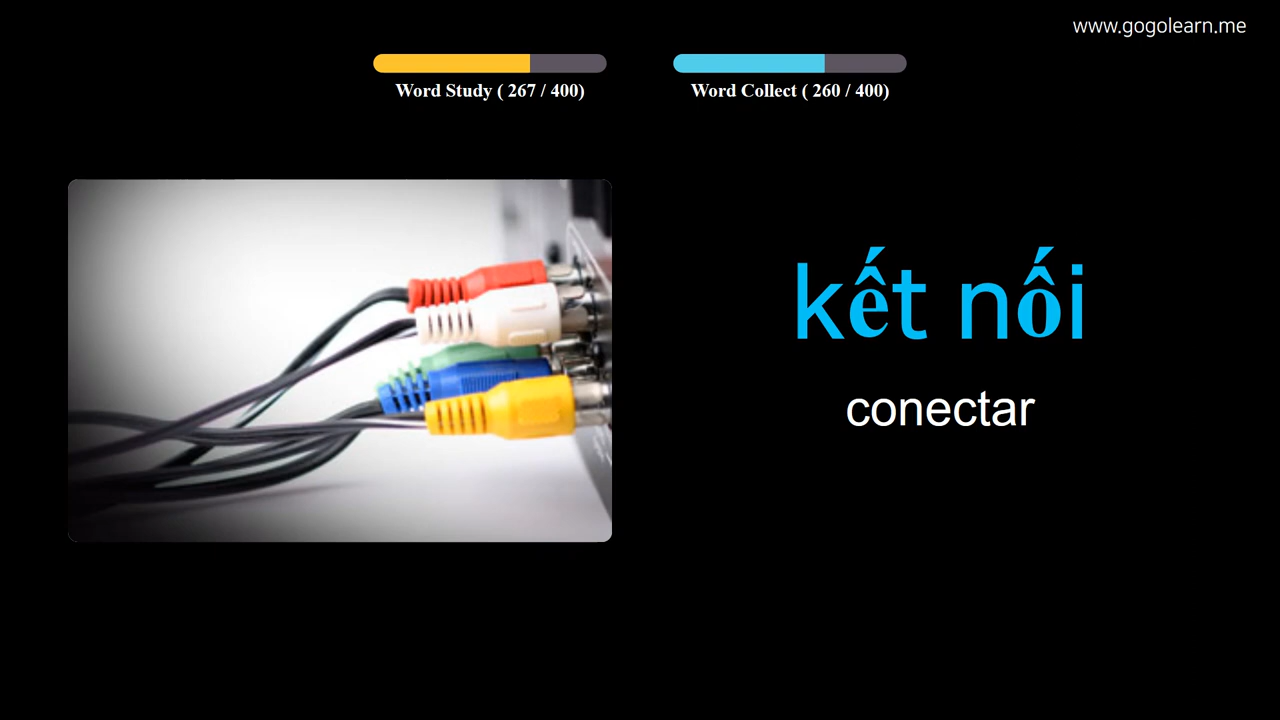 www.gogolearn.me
Word Study ( 267 / 400)
Word Collect ( 260 / 400)
kết nối
conectar